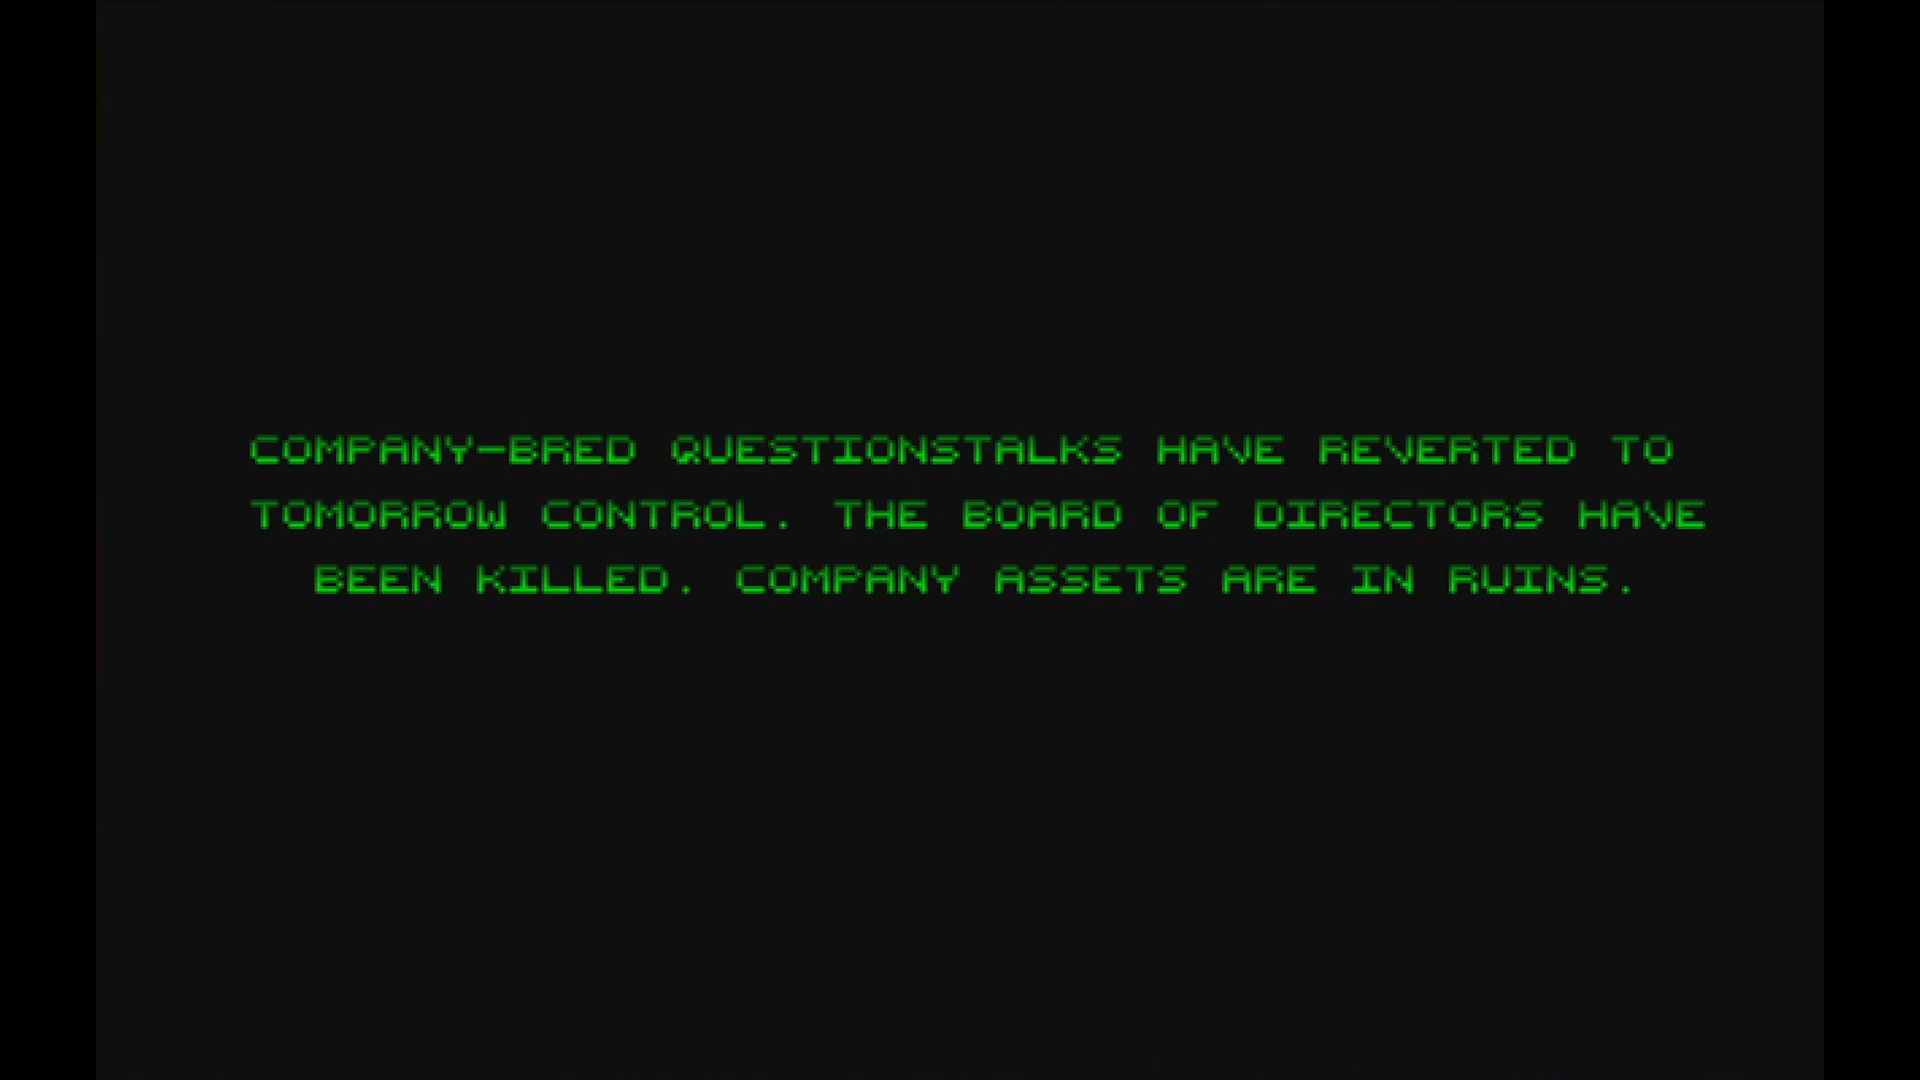 COMPANY-BRED QUESTIONSTALKS HAVE REVERTED TO
TOMORROW CONTROL. THE BOARD OF DIRECTORS HAVE
BEEN KILLED. COMPANY ASSETS ARE IN RUINS.